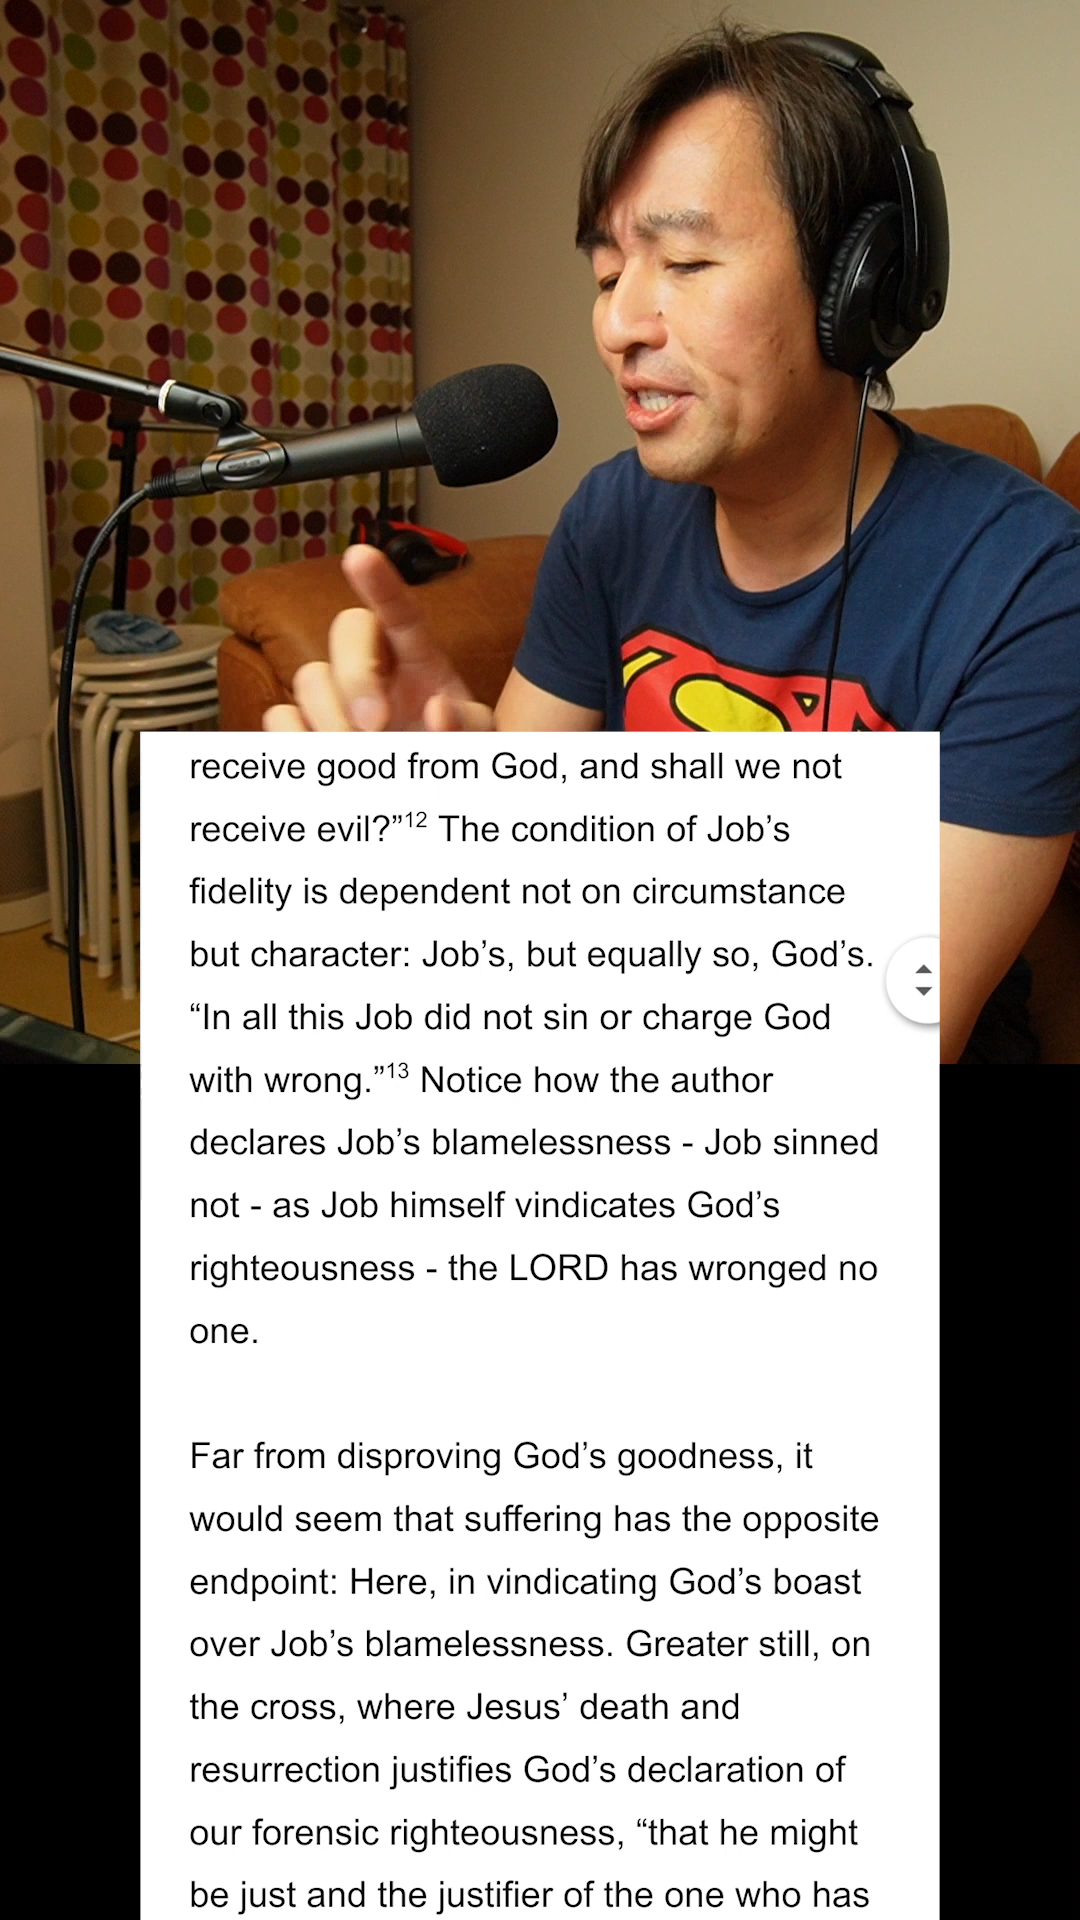 receive good from God, and shall we not
receive evil?”12 The condition of Job’s
fidelity is dependent not on circumstance
but character: Job’s, but equally so, God’s.
“In all this Job did not sin or charge God
with wrong.”13 Notice how the author
declares Job’s blamelessness - Job sinned
not - as Job himself vindicates God’s
righteousness - the LORD has wronged no
one.
Far from disproving God’s goodness, it
would seem that suffering has the opposite
endpoint: Here, in vindicating God’s boast
over Job’s blamelessness. Greater still, on
the cross, where Jesus’ death and
resurrection justifies God’s declaration of
our forensic righteousness, “that he might
be just and the justifier of the one who has